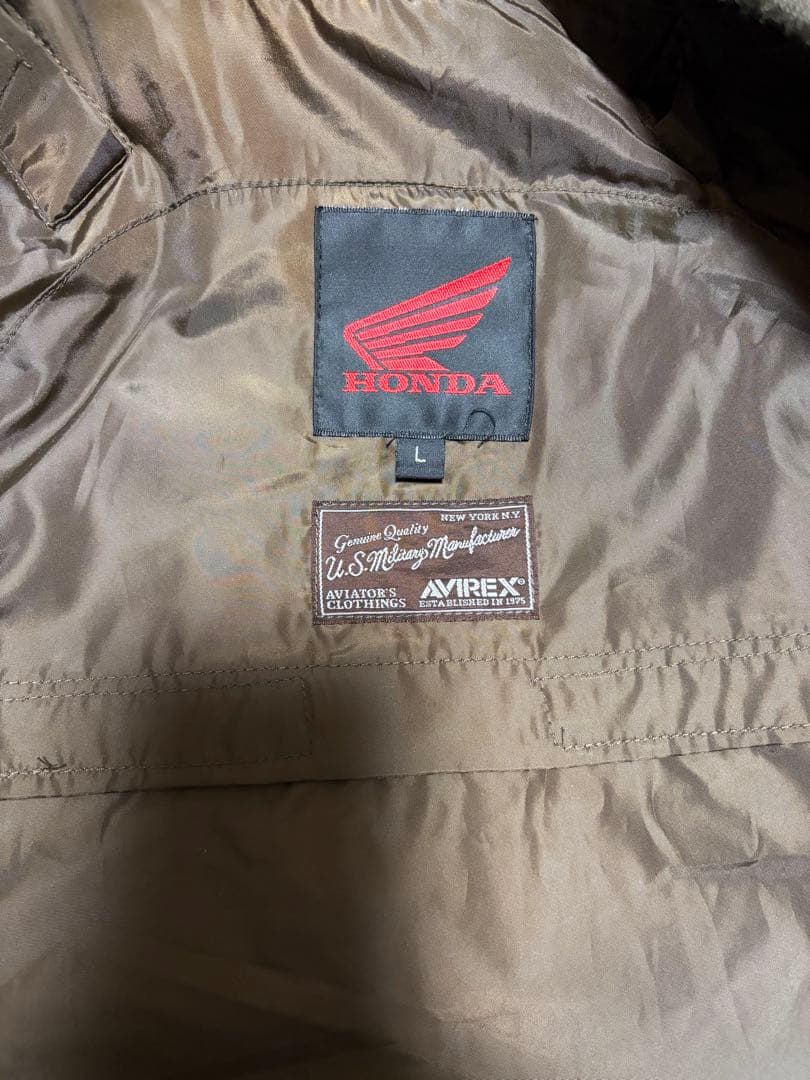 HONDA
L
NEW YORK N.Y.
Genuine Quality
U.S. Military Manufacturer
AVIATOR'S
CLOTHINGS
AVIREX®
ESTABLISHED IN 1975